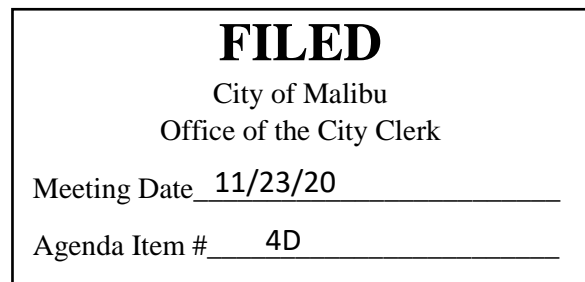 FILED
City of Malibu
Office of the City Clerk
Meeting Date 11/23/20
Agenda Item # 4D